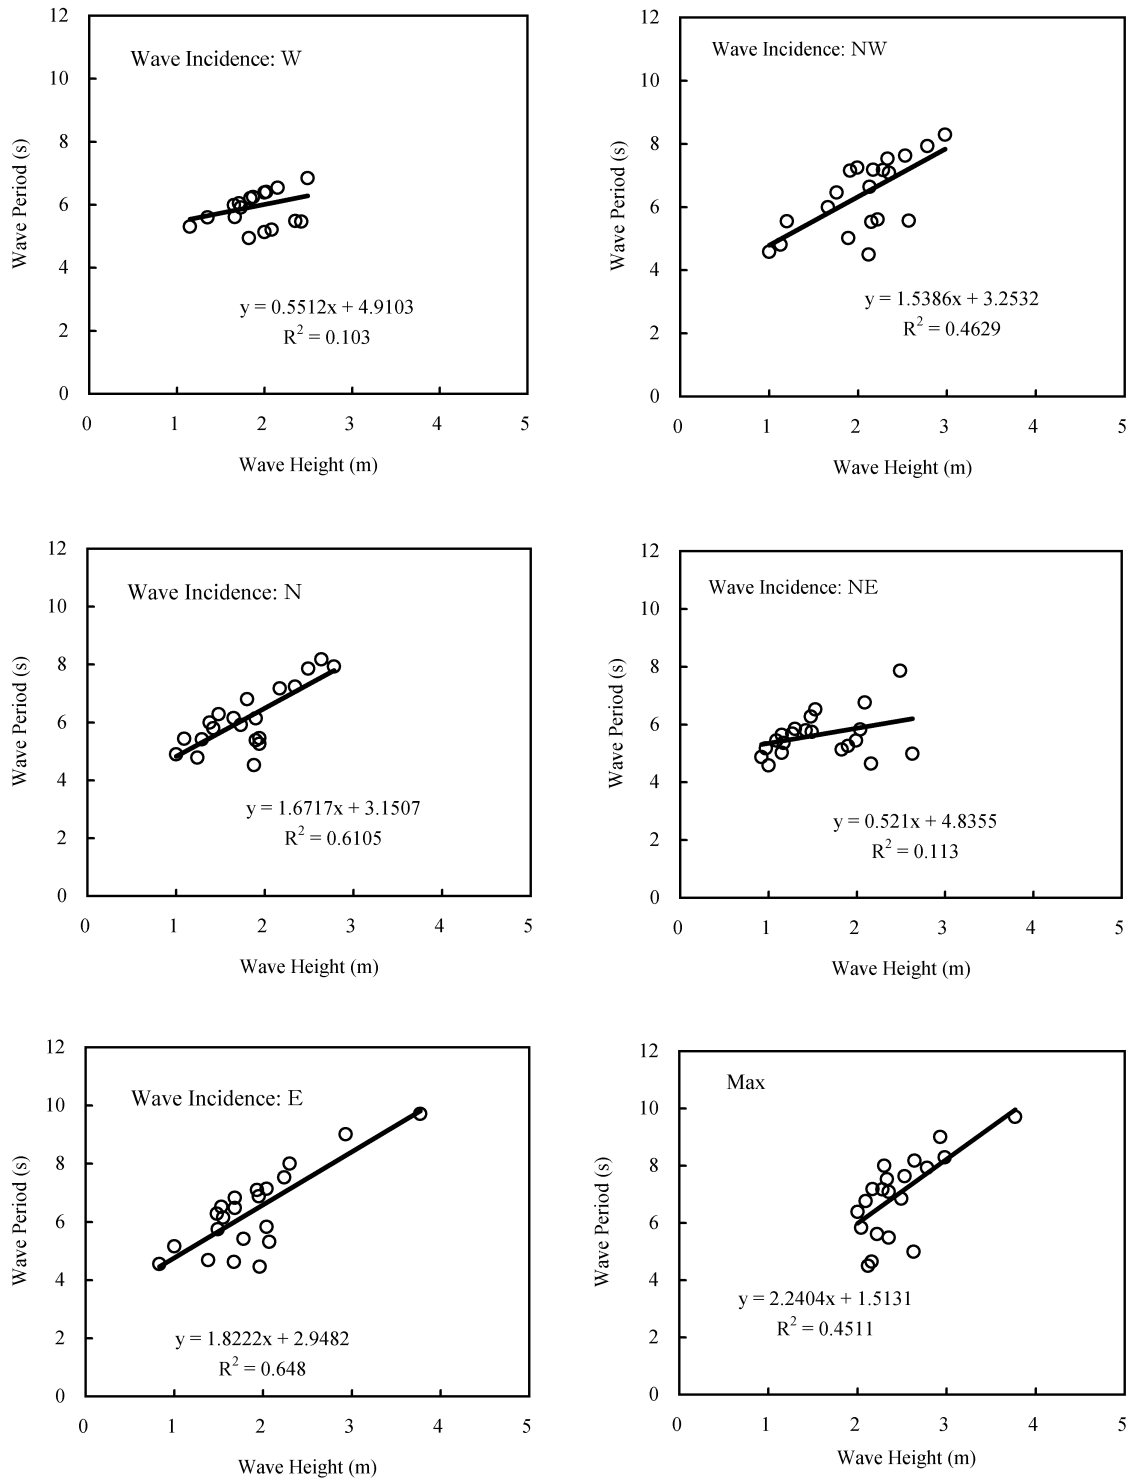 12
10
8
6
4
2
0
Wave Period (s)
Wave Incidence: W
y = 0.5512x + 4.9103
R² = 0.103
0 1 2 3 4 5
Wave Height (m)
12
10
8
6
4
2
0
Wave Period (s)
Wave Incidence: NW
y = 1.5386x + 3.2532
R² = 0.4629
0 1 2 3 4 5
Wave Height (m)
12
10
8
6
4
2
0
Wave Period (s)
Wave Incidence: N
y = 1.6717x + 3.1507
R² = 0.6105
0 1 2 3 4 5
Wave Height (m)
12
10
8
6
4
2
0
Wave Period (s)
Wave Incidence: NE
y = 0.521x + 4.8355
R² = 0.113
0 1 2 3 4 5
Wave Height (m)
12
10
8
6
4
2
0
Wave Period (s)
Wave Incidence: E
y = 1.8222x + 2.9482
R² = 0.648
0 1 2 3 4 5
Wave Height (m)
12
10
8
6
4
2
0
Wave Period (s)
Max
y = 2.2404x + 1.5131
R² = 0.4511
0 1 2 3 4 5
Wave Height (m)